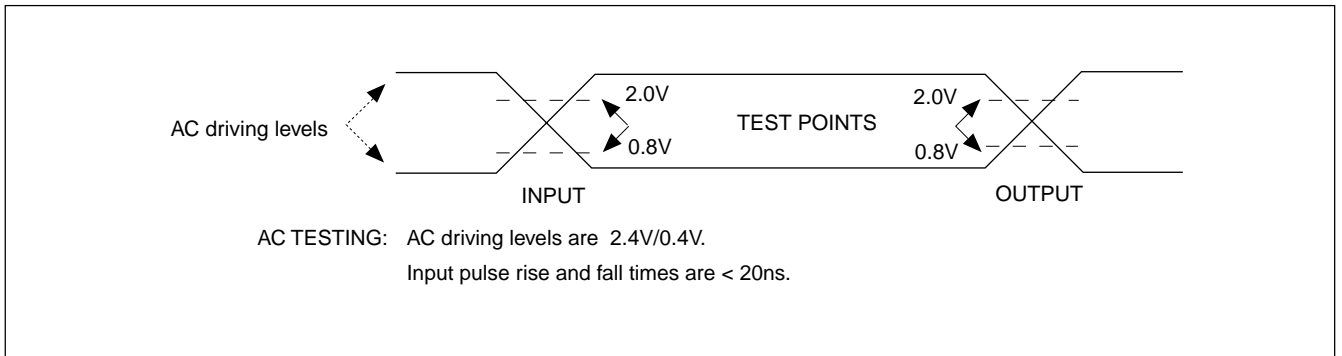 2.0V
2.0V
AC driving levels
TEST POINTS
0.8V
0.8V
INPUT
OUTPUT
AC TESTING: AC driving levels are 2.4V/0.4V.
Input pulse rise and fall times are < 20ns.